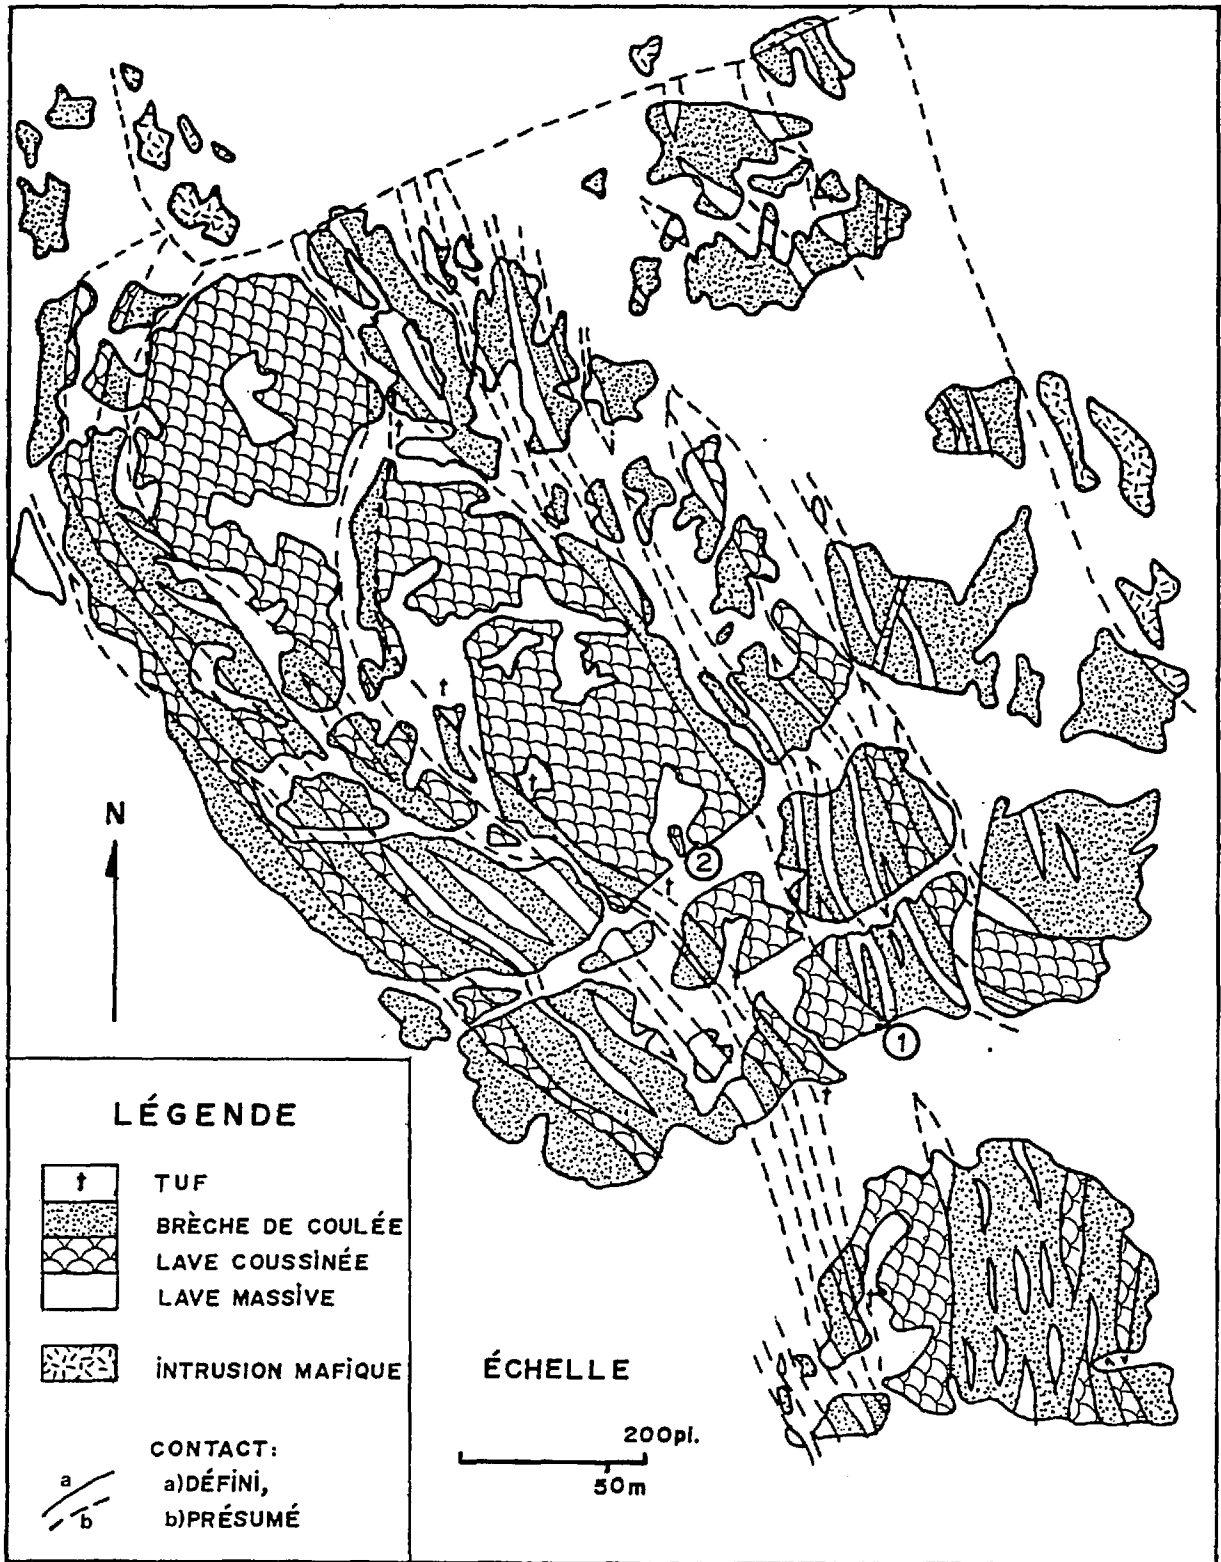 t
t
②
t
N
①
t
t
LÉGENDE
t TUF
BRÈCHE DE COULÉE
LAVE COUSSINÉE
LAVE MASSIVE
INTRUSION MAFIQUE
CONTACT:
a a)DÉFINI,
b b)PRÉSUMÉ
ÉCHELLE
200pi.
50m